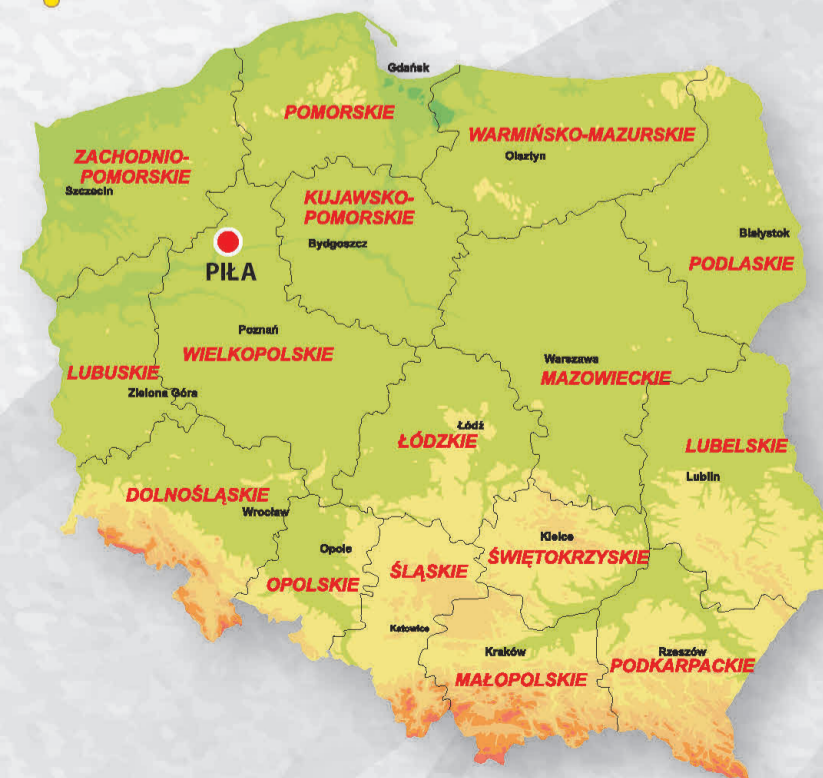 Gdańsk
POMORSKIE
WARMIŃSKO-MAZURSKIE
Olsztyn
ZACHODNIO-
POMORSKIE
Szczecin
KUJAWSKO-
POMORSKIE
Bydgoszcz
Białystok
PODLASKIE
PIŁA
Poznań
WIELKOPOLSKIE
Warszawa
MAZOWIECKIE
LUBUSKIE
Zielona Góra
Łódź
ŁÓDZKIE
LUBELSKIE
Lublin
DOLNOŚLĄSKIE
Wrocław
Opole
OPOLSKIE
ŚLĄSKIE
Kielce
ŚWIĘTOKRZYSKIE
Katowice
Kraków
MAŁOPOLSKIE
Rzeszów
PODKARPACKIE